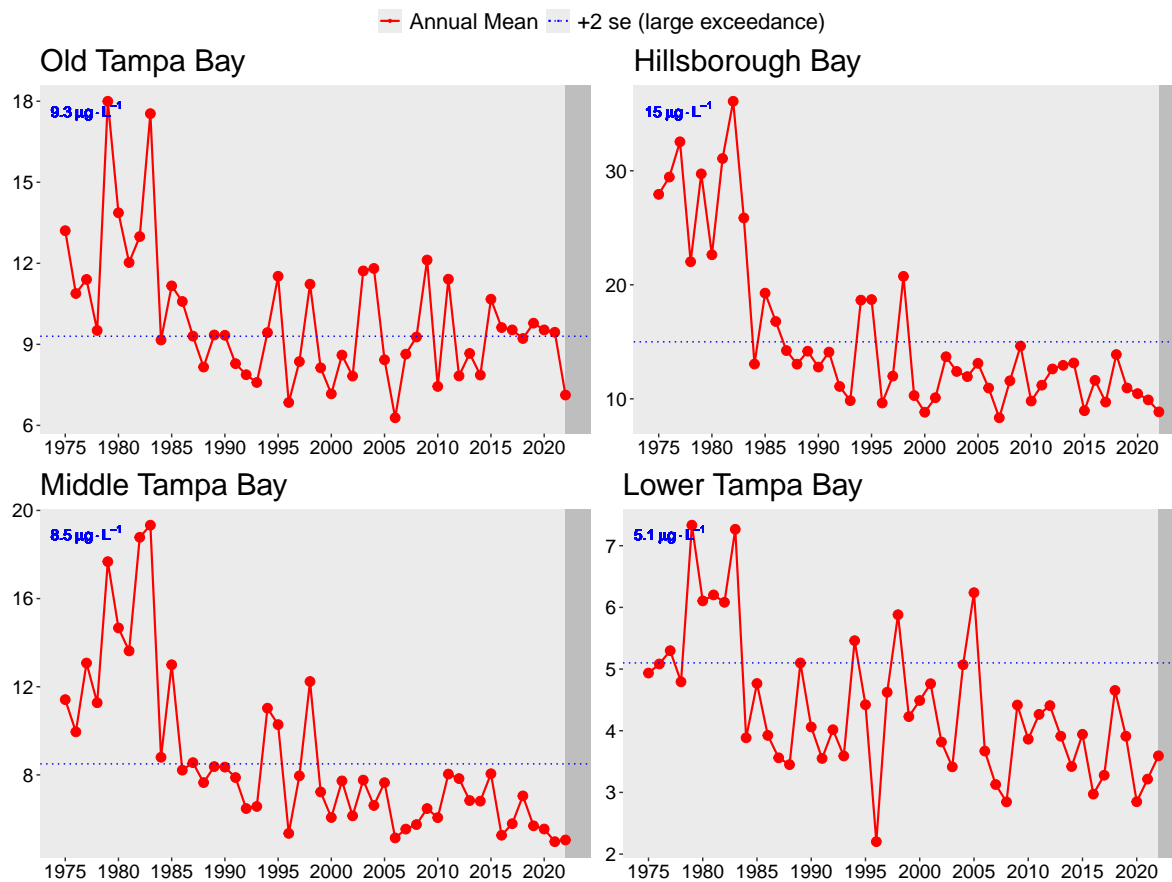 Annual Mean +2 se (large exceedance)
Old Tampa Bay
9.3 μg·L⁻¹
18
15
12
9
6
1975 1980 1985 1990 1995 2000 2005 2010 2015 2020
Hillsborough Bay
15 μg·L⁻¹
30
20
10
1975 1980 1985 1990 1995 2000 2005 2010 2015 2020
Middle Tampa Bay
8.5 μg·L⁻¹
20
16
12
8
1975 1980 1985 1990 1995 2000 2005 2010 2015 2020
Lower Tampa Bay
5.1 μg·L⁻¹
7
6
5
4
3
2
1975 1980 1985 1990 1995 2000 2005 2010 2015 2020